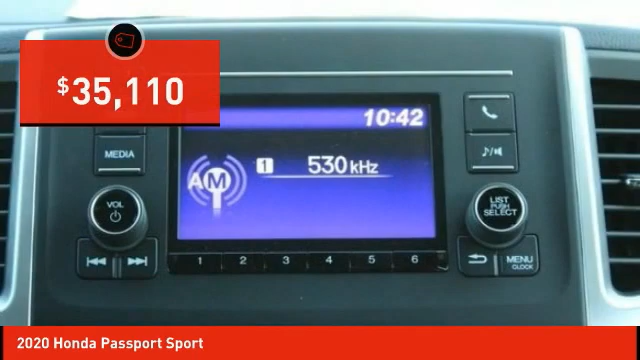 $35,110
10:42
MEDIA
AM
1 530 kHz
VOL
LIST
PUSH
SELECT
1 2 3 4 5 6
MENU
CLOCK
2020 Honda Passport Sport